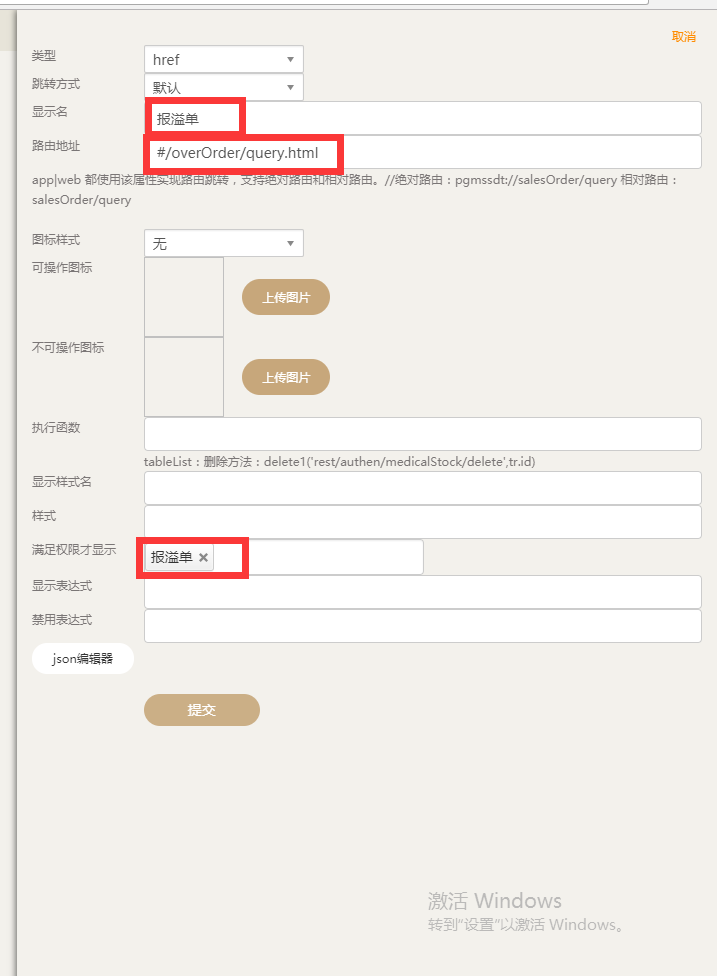 取消
类型 href
跳转方式 默认
显示名 报溢单
路由地址 #/overOrder/query.html
app|web 都使用该属性实现路由跳转，支持绝对路由和相对路由。//绝对路由：pgmssdt://salesOrder/query 相对路由：
salesOrder/query
图标样式 无
可操作图标 上传图片
不可操作图标 上传图片
执行函数
tableList：删除方法：delete1('rest/authen/medicalStock/delete',tr.id)
显示样式名
样式
满足权限才显示 报溢单 ×
显示表达式
禁用表达式
json编辑器
提交
激活 Windows
转到“设置”以激活 Windows。